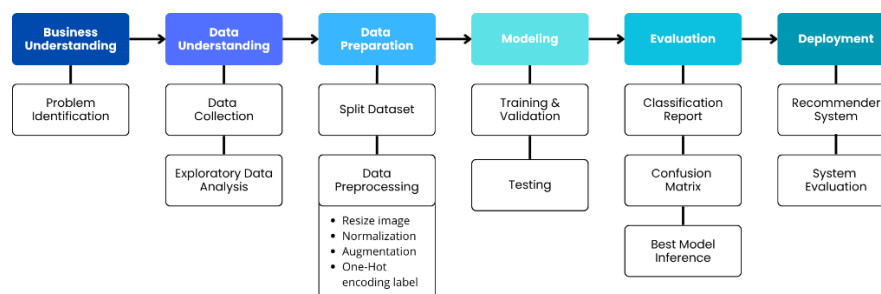 Business
Understanding
Data
Understanding
Data
Preparation
Modeling
Evaluation
Deployment
Problem
Identification
Data
Collection
Exploratory Data
Analysis
Split Dataset
Data
Preprocessing
• Resize image
• Normalization
• Augmentation
• One-Hot
encoding label
Training &
Validation
Testing
Classification
Report
Confusion
Matrix
Best Model
Inference
Recommender
System
System
Evaluation